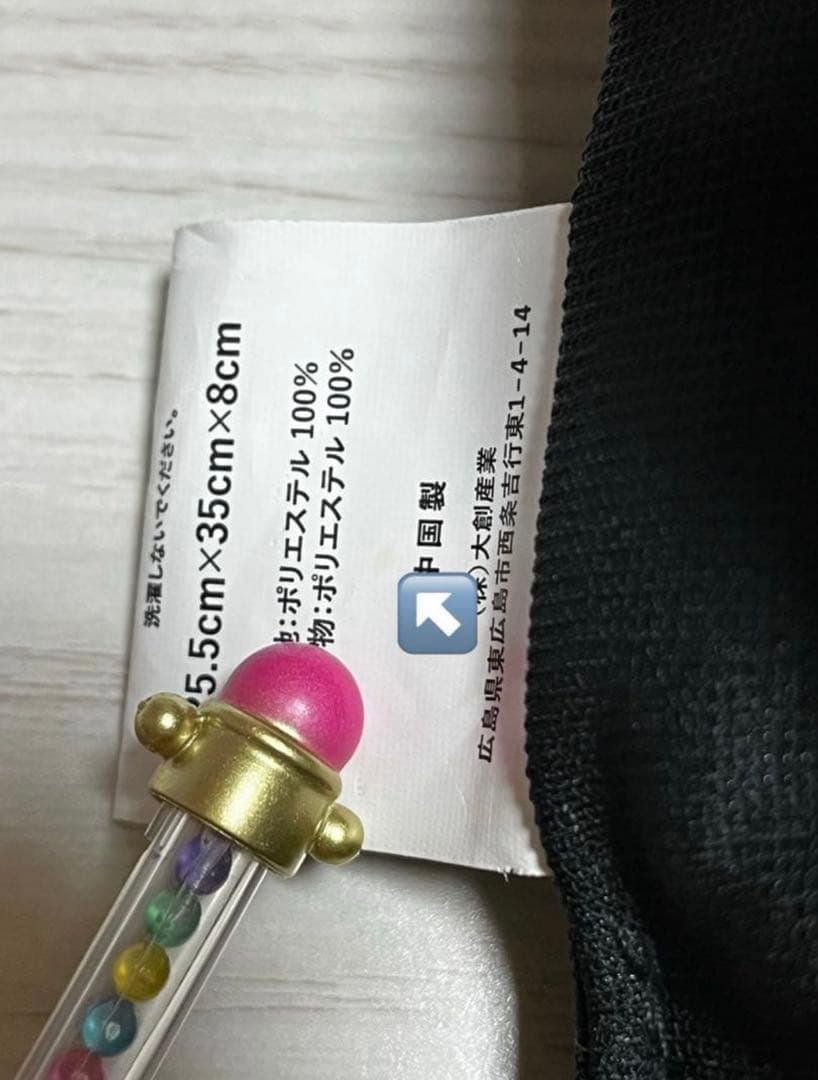 洗濯しないでください。
5.5cm×35cm×8cm
地:ポリエステル 100%
物:ポリエステル 100%
中国製
(株)大創産業
広島県東広島市西条吉行東1-4-14